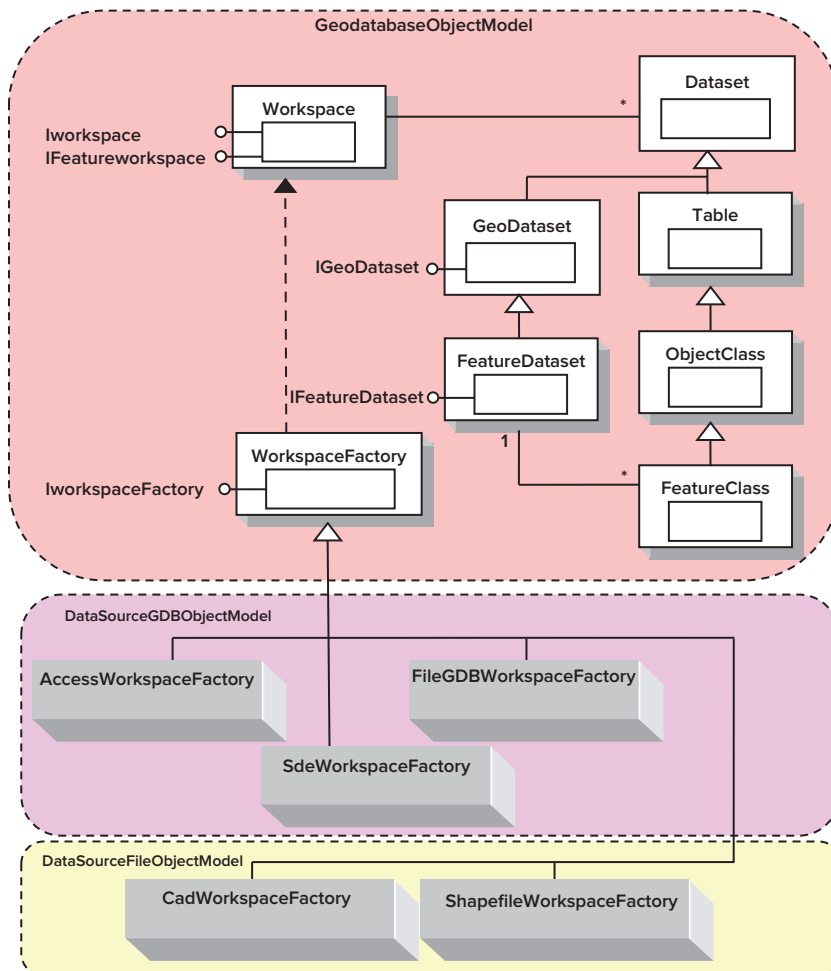 GeodatabaseObjectModel
Dataset
Workspace
*
Iworkspace
IFeatureworkspace
GeoDataset
Table
IGeoDataset
FeatureDataset
ObjectClass
IFeatureDataset
1
WorkspaceFactory
*
IworkspaceFactory
FeatureClass
DataSourceGDBObjectModel
AccessWorkspaceFactory
FileGDBWorkspaceFactory
SdeWorkspaceFactory
DataSourceFileObjectModel
CadWorkspaceFactory
ShapefileWorkspaceFactory